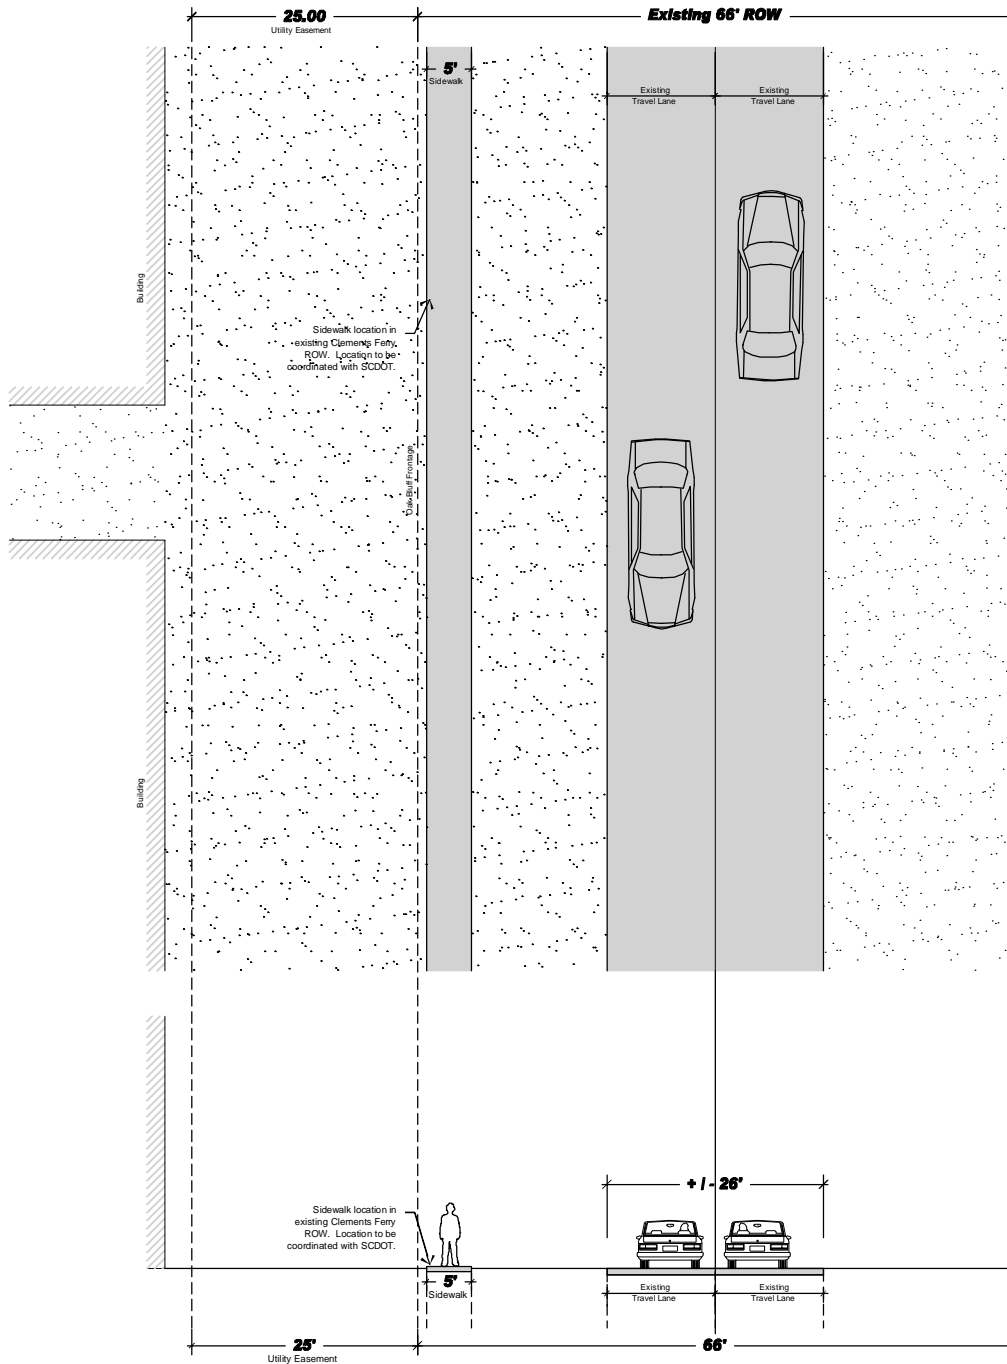 25.00
Utility Easement
Existing 66' ROW
5'
Sidewalk
Existing
Travel Lane
Existing
Travel Lane
Building
Sidewalk location in
existing Clements Ferry
ROW. Location to be
coordinated with SCDOT.
Oak Bluff Frontage
Building
+ / - 26'
Sidewalk location in
existing Clements Ferry
ROW. Location to be
coordinated with SCDOT.
5'
Sidewalk
Existing
Travel Lane
Existing
Travel Lane
25'
Utility Easement
66'